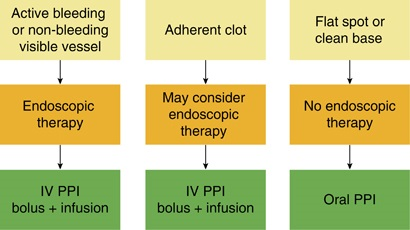 Active bleeding
or non-bleeding
visible vessel
Adherent clot
Flat spot or
clean base
Endoscopic
therapy
May consider
endoscopic
therapy
No endoscopic
therapy
IV PPI
bolus + infusion
IV PPI
bolus + infusion
Oral PPI